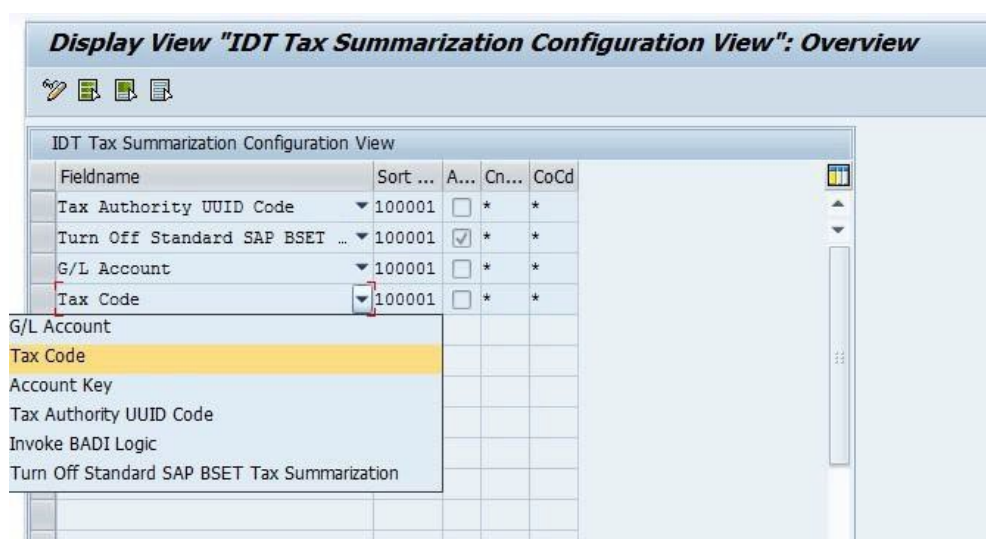 Display View "IDT Tax Summarization Configuration View": Overview
IDT Tax Summarization Configuration View
Fieldname Sort ... A... Cn... CoCd
Tax Authority UUID Code 100001 * *
Turn Off Standard SAP BSET … 100001 * *
G/L Account 100001 * *
Tax Code 100001 * *
G/L Account
Tax Code
Account Key
Tax Authority UUID Code
Invoke BADI Logic
Turn Off Standard SAP BSET Tax Summarization